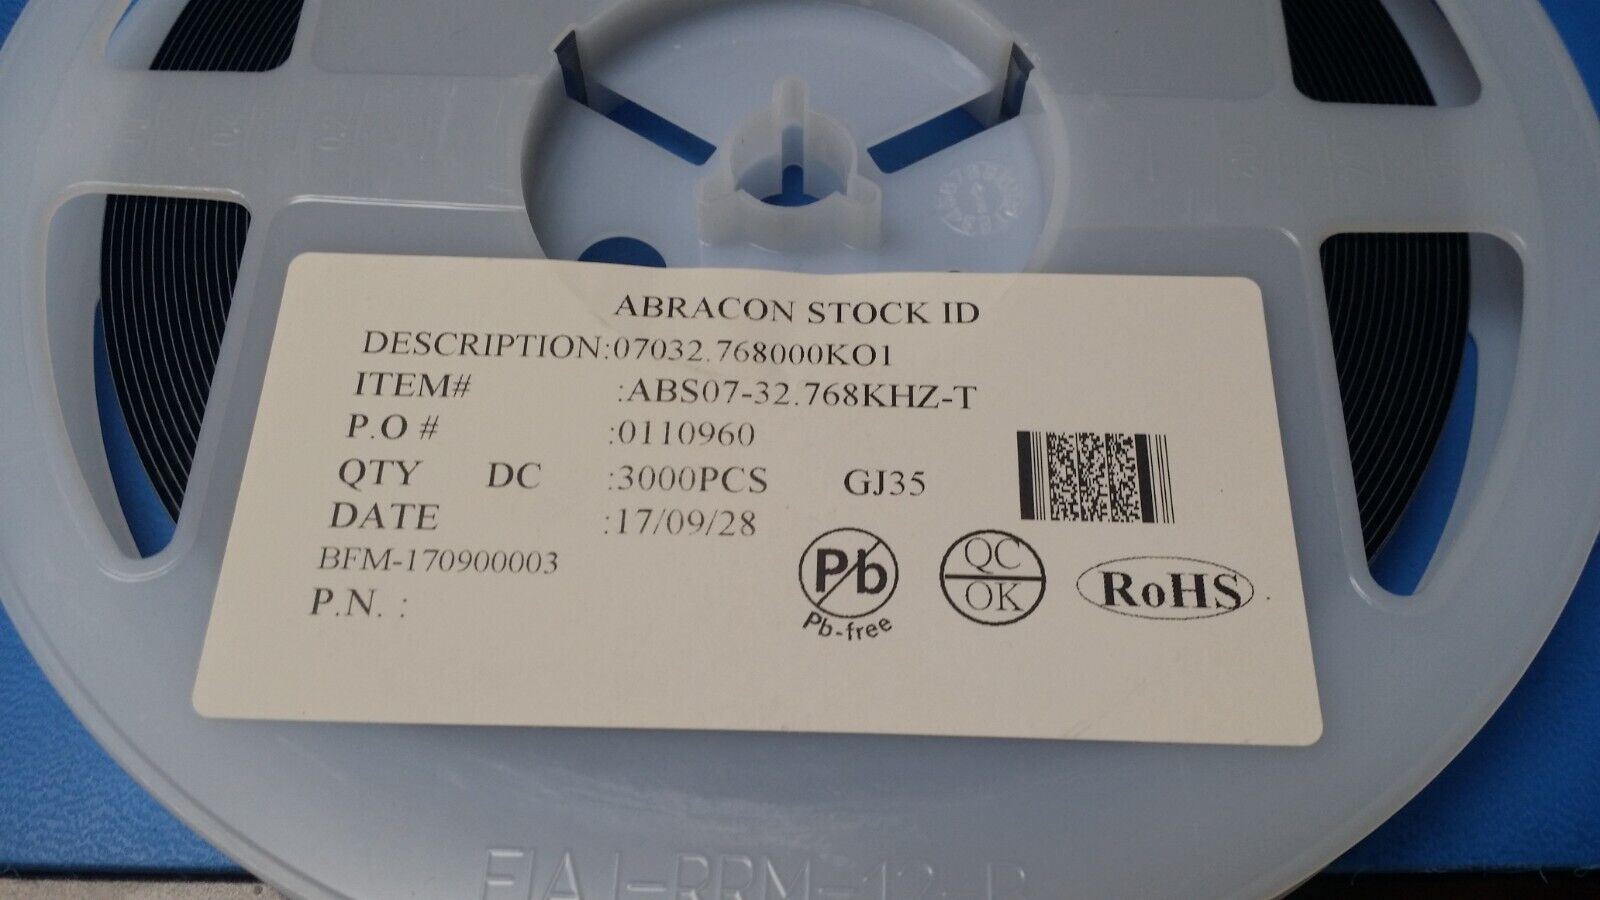 ABRACON STOCK ID
DESCRIPTION:07032.768000KO1
ITEM# :ABS07-32.768KHZ-T
P.O # :0110960
QTY DC :3000PCS GJ35
DATE :17/09/28
BFM-170900003
P.N. :
Pb
Pb-free
QC
OK
RoHS